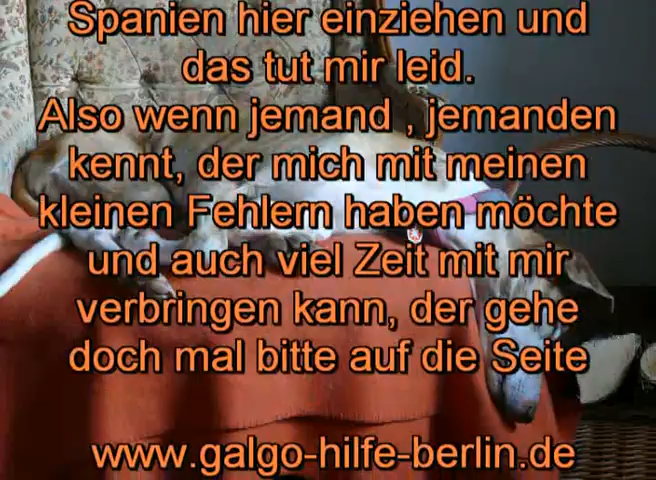 Spanien hier einziehen und
das tut mir leid.
Also wenn jemand , jemanden
kennt, der mich mit meinen
kleinen Fehlern haben möchte
und auch viel Zeit mit mir
verbringen kann, der gehe
doch mal bitte auf die Seite
www.galgo-hilfe-berlin.de